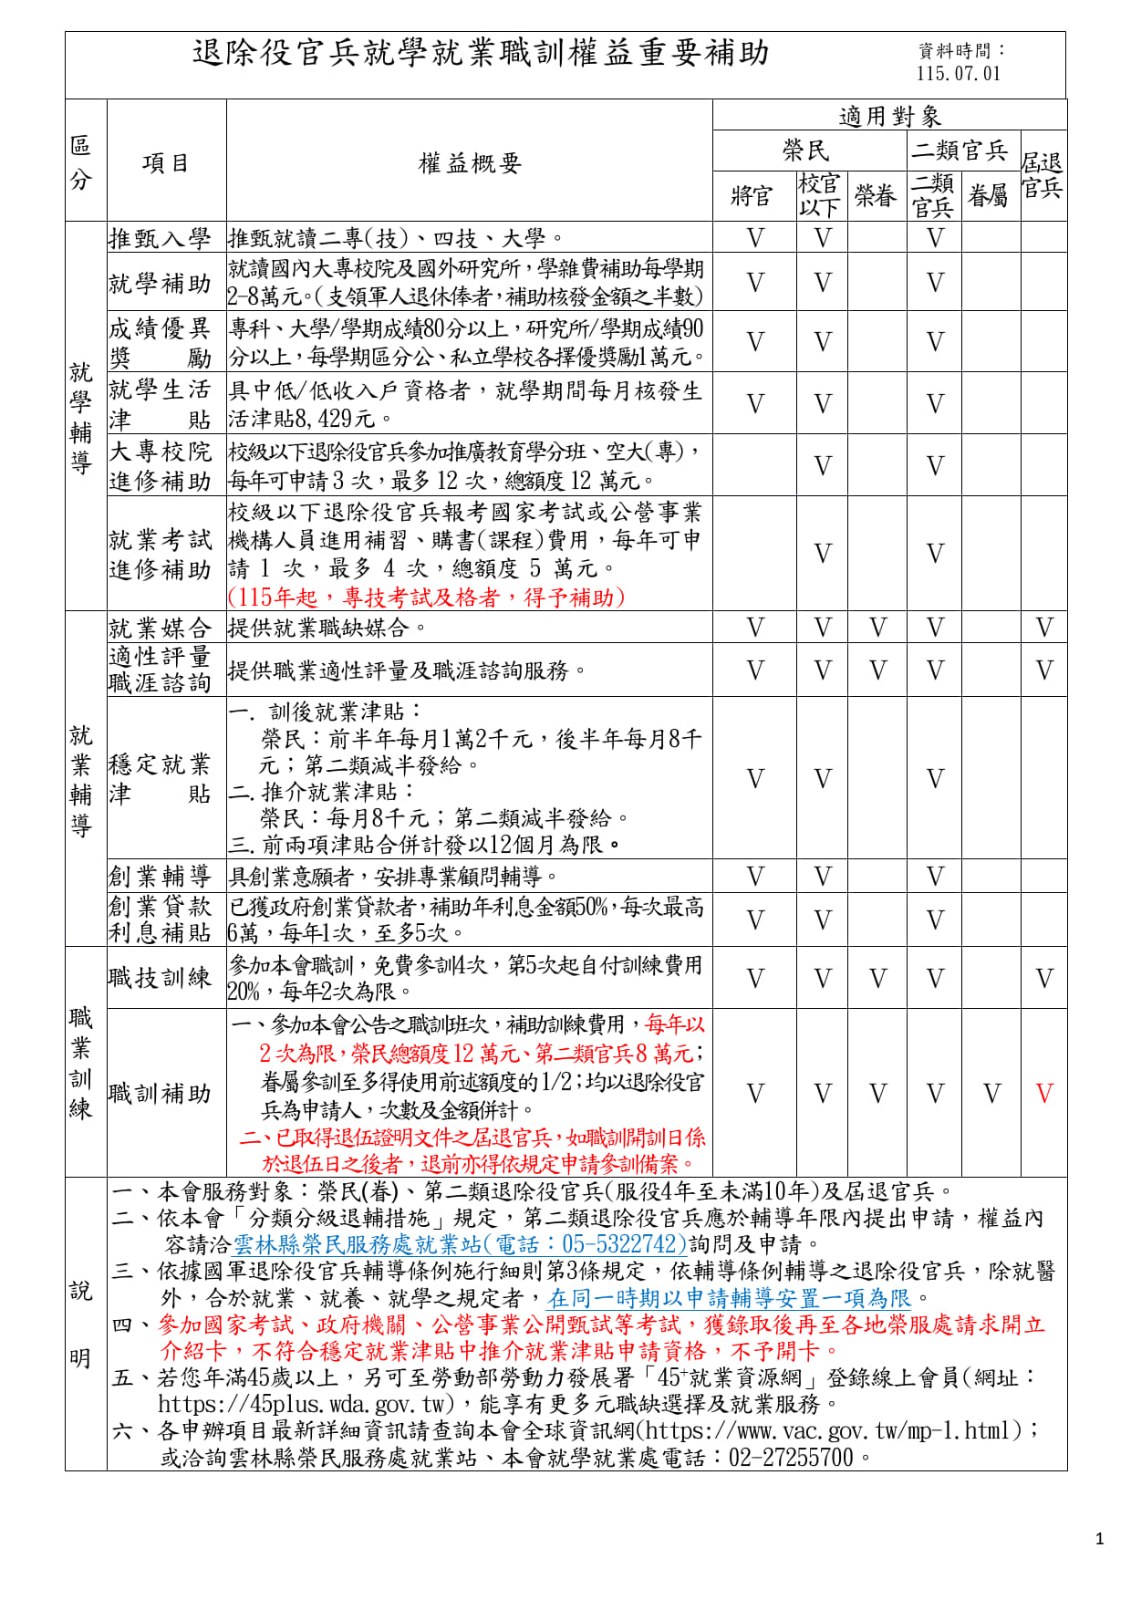 退除役官兵就學就業職訓權益重要補助
資料時間：
115.07.01
區分
項目
權益概要
適用對象
榮民
二類官兵
屆退官兵
將官
校官以下
榮眷
二類官兵
眷屬
就學輔導
推甄入學
推甄就讀二專(技)、四技、大學。
V V V
就學補助
就讀國內大專校院及國外研究所，學雜費補助每學期
2-8萬元。(支領軍人退休俸者，補助核發金額之半數)
V V V
成績優異
獎勵
專科、大學/學期成績80分以上，研究所/學期成績90
分以上，每學期區分公、私立學校各擇優獎勵1萬元。
V V V
就學生活
津貼
具中低/低收入戶資格者，就學期間每月核發生
活津貼8,429元。
V V V
大專校院
進修補助
校級以下退除役官兵參加推廣教育學分班、空大(專)，
每年可申請 3 次，最多 12 次，總額度 12 萬元。
V V
就業考試
進修補助
校級以下退除役官兵報考國家考試或公營事業
機構人員進用補習、購書(課程)費用，每年可申
請 1 次，最多 4 次，總額度 5 萬元。
(115年起，專技考試及格者，得予補助)
V V
就業輔導
就業媒合
提供就業職缺媒合。
V V V V V
適性評量
職涯諮詢
提供職業適性評量及職涯諮詢服務。
V V V V V
穩定就業
津貼
一. 訓後就業津貼：
榮民：前半年每月1萬2千元，後半年每月8千
元；第二類減半發給。
二.推介就業津貼：
榮民：每月8千元；第二類減半發給。
三.前兩項津貼合併計發以12個月為限。
V V V
創業輔導
具創業意願者，安排專業顧問輔導。
V V V
創業貸款
利息補貼
已獲政府創業貸款者，補助年利息金額50%，每次最高
6萬，每年1次，至多5次。
V V V
職業訓練
職技訓練
參加本會職訓，免費參訓4次，第5次起自付訓練費用
20%，每年2次為限。
V V V V V
職訓補助
一、參加本會公告之職訓班次，補助訓練費用，每年以
2 次為限，榮民總額度 12 萬元、第二類官兵 8 萬元；
眷屬參訓至多得使用前述額度的 1/2；均以退除役官
兵為申請人，次數及金額併計。
二、已取得退伍證明文件之屆退官兵，如職訓開訓日係
於退伍日之後者，退前亦得依規定申請參訓備案。
V V V V V V
說明
一、本會服務對象：榮民(眷)、第二類退除役官兵(服役4年至未滿10年)及屆退官兵。
二、依本會「分類分級退輔措施」規定，第二類退除役官兵應於輔導年限內提出申請，權益內
容請洽雲林縣榮民服務處就業站(電話：05-5322742)詢問及申請。
三、依據國軍退除役官兵輔導條例施行細則第3條規定，依輔導條例輔導之退除役官兵，除就醫
外，合於就業、就養、就學之規定者，在同一時期以申請輔導安置一項為限。
四、參加國家考試、政府機關、公營事業公開甄試等考試，獲錄取後再至各地榮服處請求開立
介紹卡，不符合穩定就業津貼中推介就業津貼申請資格，不予開卡。
五、若您年滿45歲以上，另可至勞動部勞動力發展署「45⁺就業資源網」登錄線上會員(網址：
https://45plus.wda.gov.tw)，能享有更多元職缺選擇及就業服務。
六、各申辦項目最新詳細資訊請查詢本會全球資訊網(https://www.vac.gov.tw/mp-1.html)；
或洽詢雲林縣榮民服務處就業站、本會就學就業處電話：02-27255700。
1